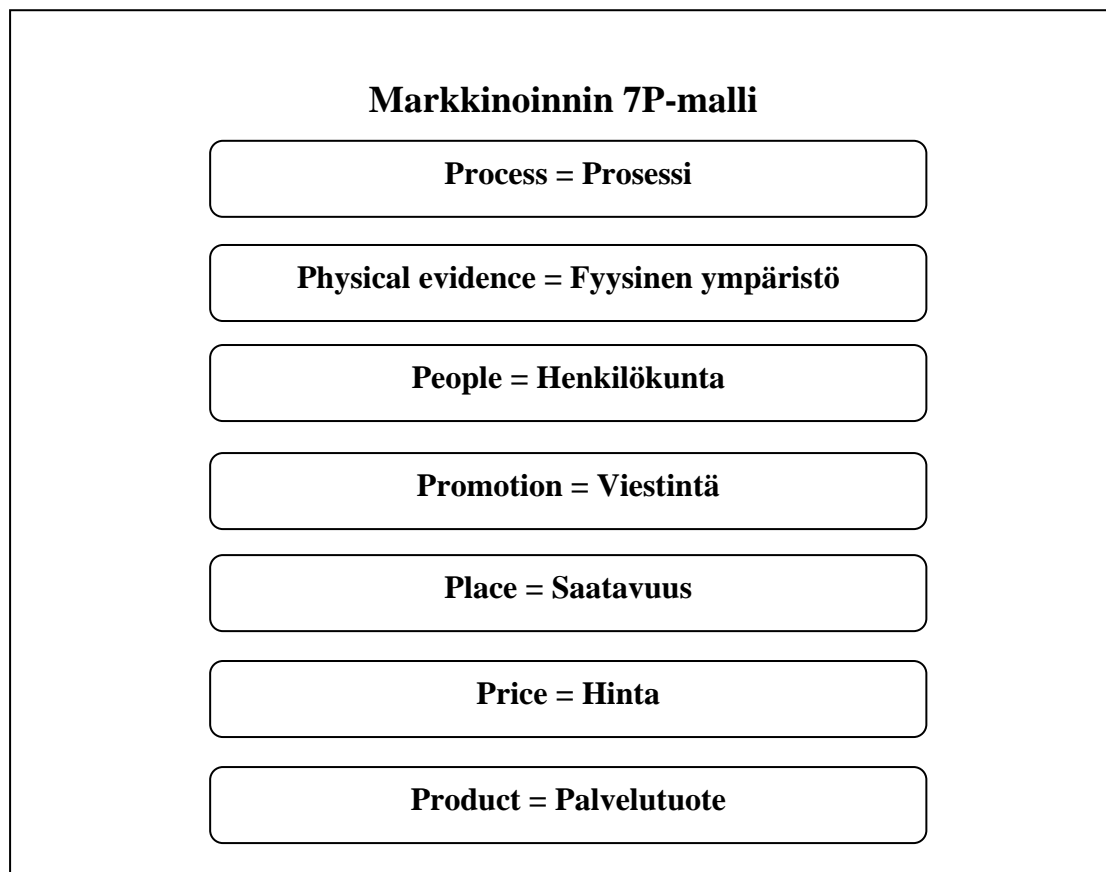 Markkinoinnin 7P-malli
Process = Prosessi
Physical evidence = Fyysinen ympäristö
People = Henkilökunta
Promotion = Viestintä
Place = Saatavuus
Price = Hinta
Product = Palvelutuote